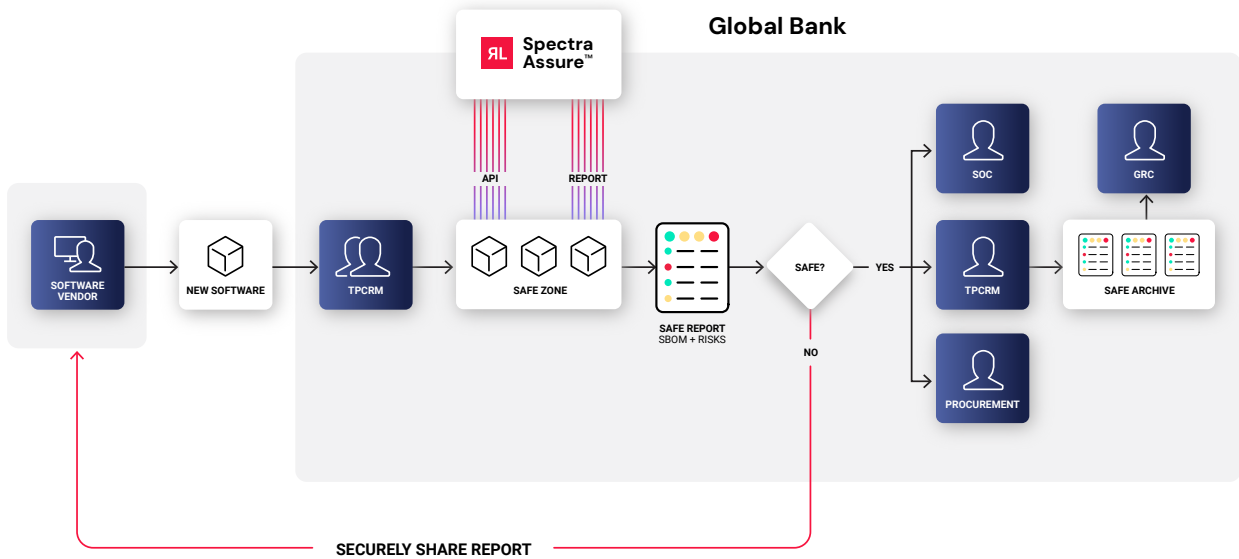 Global Bank
RL Spectra
Assure™
API
REPORT
SOFTWARE
VENDOR
NEW SOFTWARE
TPCRM
SAFE ZONE
SAFE REPORT
SBOM + RISKS
SAFE?
YES
NO
SOC
TPCRM
PROCUREMENT
GRC
SAFE ARCHIVE
SECURELY SHARE REPORT